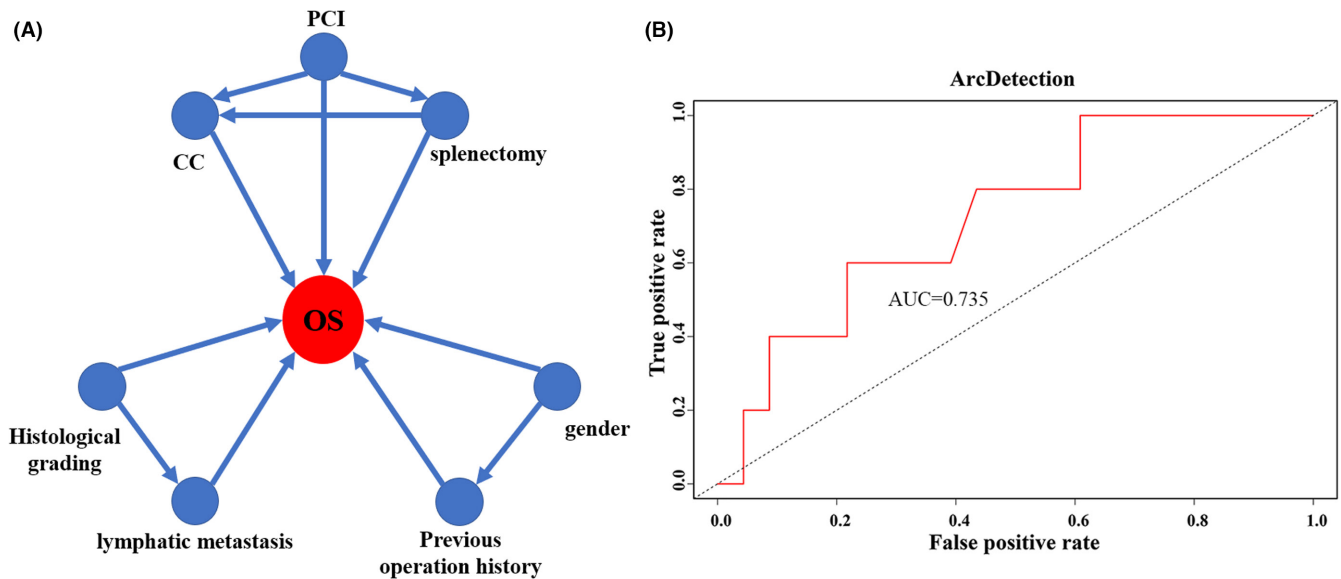 (A)
PCI
CC
splenectomy
OS
Histological
grading
gender
lymphatic metastasis
Previous
operation history
(B)
ArcDetection
True positive rate
1.0
0.8
0.6
0.4
0.2
0.0
AUC=0.735
0.0 0.2 0.4 0.6 0.8 1.0
False positive rate